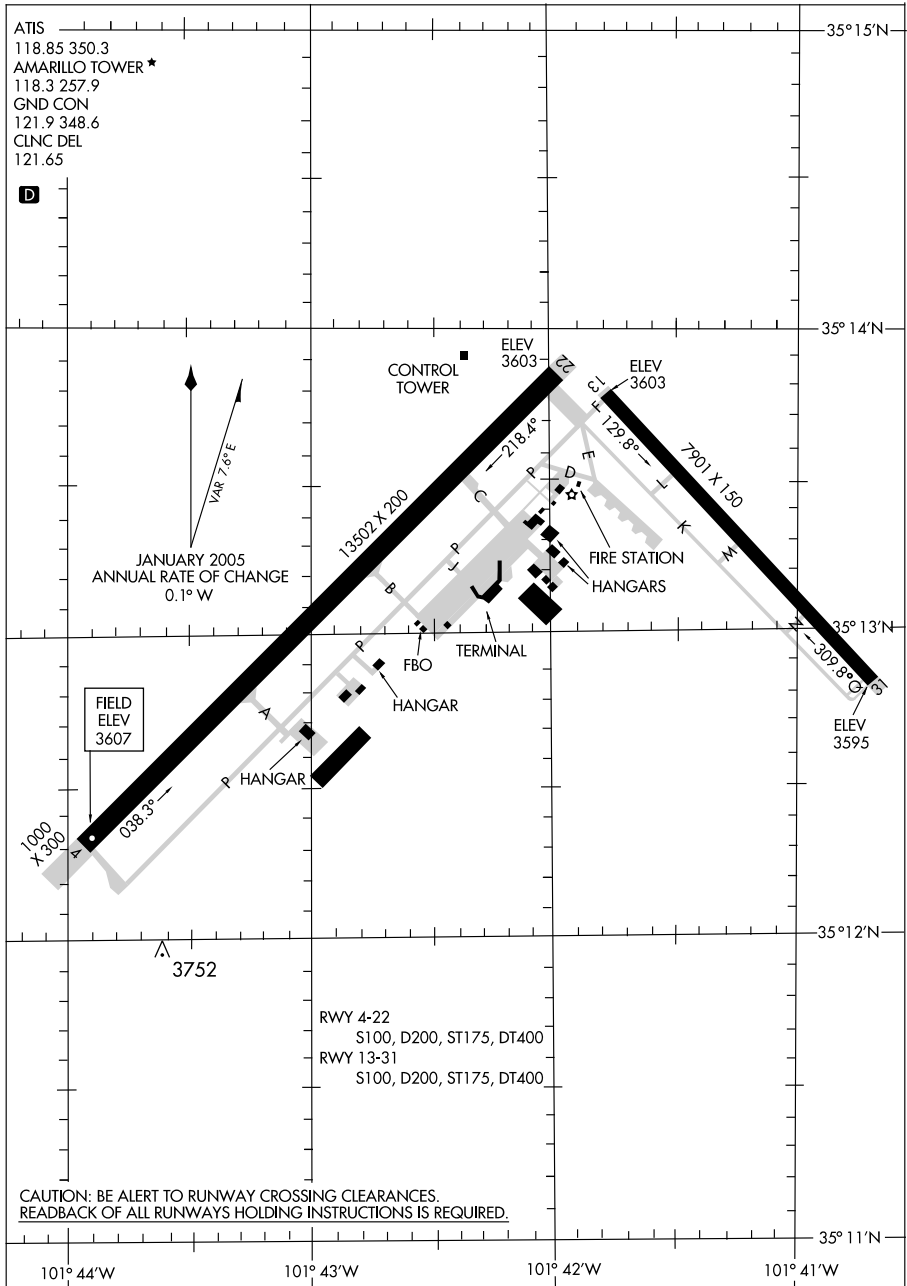 ATIS
118.85 350.3
AMARILLO TOWER ★
118.3 257.9
GND CON
121.9 348.6
CLNC DEL
121.65
D
35°15'N
35°14'N
CONTROL
TOWER
ELEV
3603
22
13
ELEV
3603
F
129.8°
7901 X 150
218.4°
VAR 7.6° E
JANUARY 2005
ANNUAL RATE OF CHANGE
0.1° W
13502 X 200
C
P
D
E
L
K
M
P
J
B
FIRE STATION
HANGARS
TERMINAL
FBO
P
HANGAR
35°13'N
N
309.8°
Q
31
ELEV
3595
FIELD
ELEV
3607
A
HANGAR
P
038.3°
4
1000
X 300
35°12'N
3752
RWY 4-22
S100, D200, ST175, DT400
RWY 13-31
S100, D200, ST175, DT400
CAUTION: BE ALERT TO RUNWAY CROSSING CLEARANCES.
READBACK OF ALL RUNWAYS HOLDING INSTRUCTIONS IS REQUIRED.
35°11'N
101°44'W
101°43'W
101°42'W
101°41'W